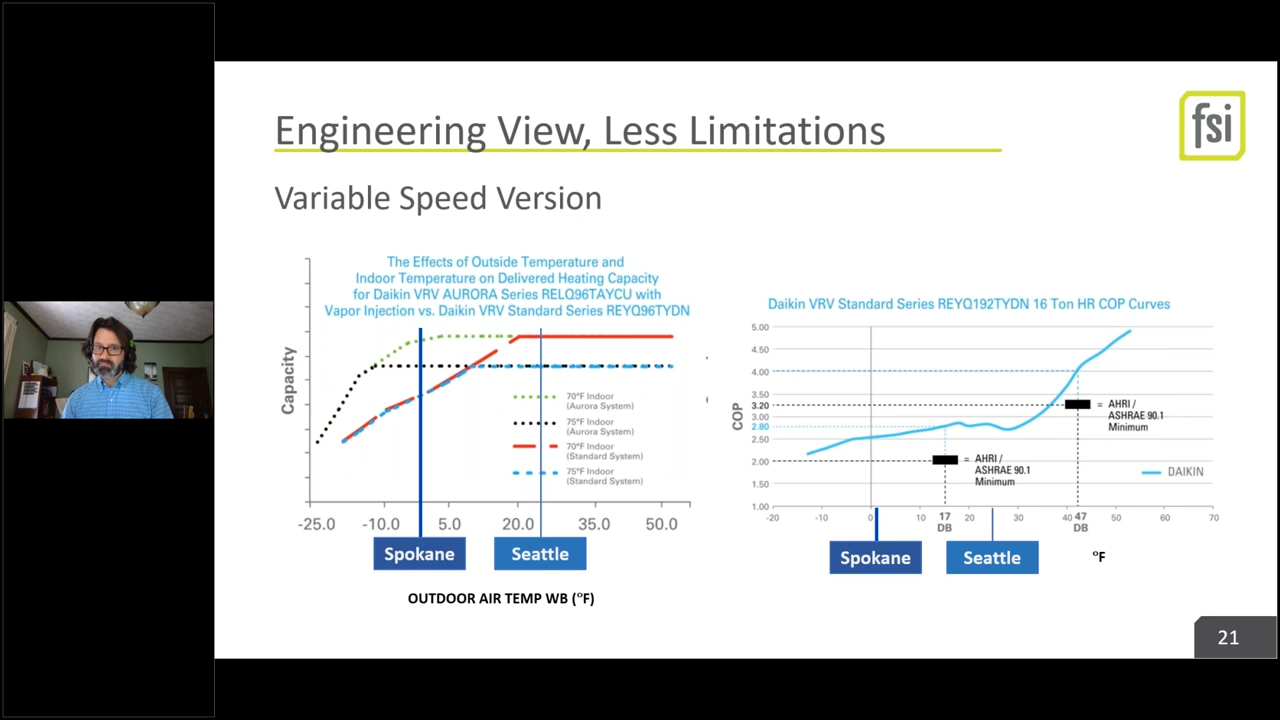 fsi
Engineering View, Less Limitations
Variable Speed Version
The Effects of Outside Temperature and
Indoor Temperature on Delivered Heating Capacity
for Daikin VRV AURORA Series RELQ96TAYCU with
Vapor Injection vs. Daikin VRV Standard Series REYQ96TYDN
Capacity
70°F Indoor
(Aurora System)
75°F Indoor
(Aurora System)
70°F Indoor
(Standard System)
75°F Indoor
(Standard System)
-25.0 -10.0 5.0 20.0 35.0 50.0
Spokane
Seattle
OUTDOOR AIR TEMP WB (°F)
Daikin VRV Standard Series REYQ192TYDN 16 Ton HR COP Curves
COP
5.00
4.50
4.00
3.50
3.20
3.00
2.80
2.50
2.00
1.50
1.00
= AHRI /
ASHRAE 90.1
Minimum
= AHRI /
ASHRAE 90.1
Minimum
DAIKIN
-20 -10 0 10 17 20 30 40 47 50 60 70
DB DB
Spokane
Seattle
°F
21